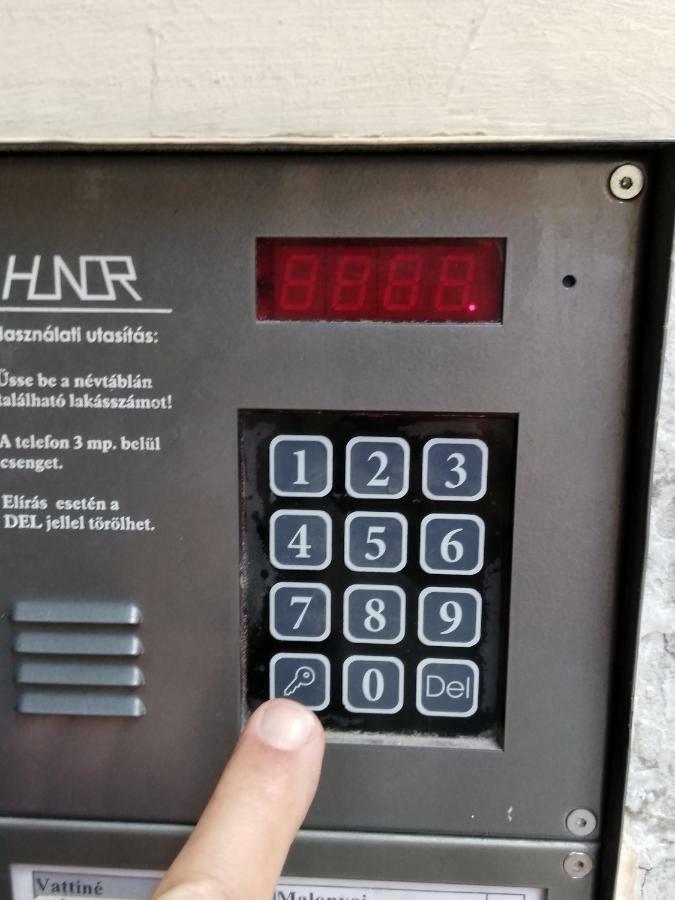 HUNOR
Használati utasítás:
Üsse be a névtáblán
található lakásszámot!
A telefon 3 mp. belül
csenget.
Elírás esetén a
DEL jellel törölhet.
1 2 3
4 5 6
7 8 9
0 Del
Vattiné